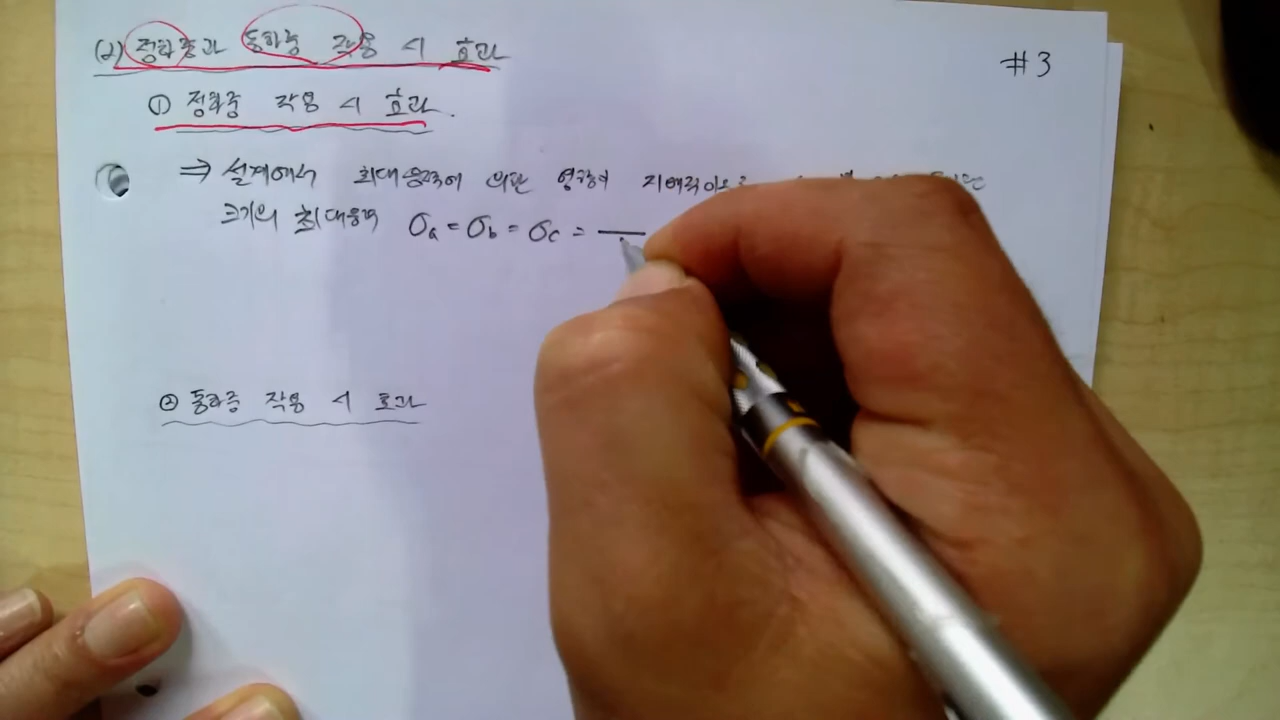 (2) 정하중과 동하중 작용 시 효과
#3
① 정하중 작용 시 효과.
⇒ 설계에서 최대응력에 의한 영향이 지배적이므로
크기의 최대응력 σa = σb = σc =
② 동하중 작용 시 효과